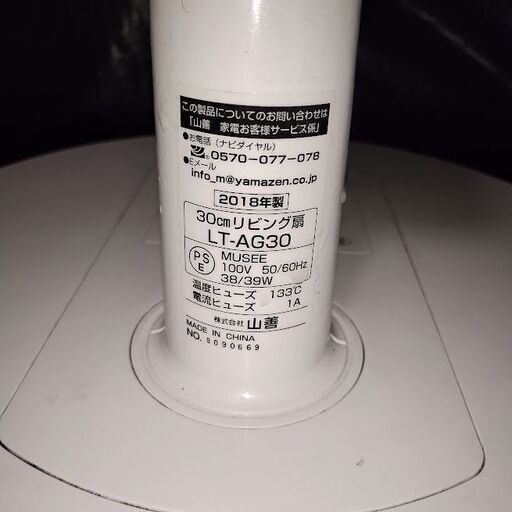 この製品についてのお問い合わせは
「山善 家電お客様サービス係」
●お電話（ナビダイヤル）
0570-077-078
●Eメール
info_m@yamazen.co.jp
2018年製
30cmリビング扇
LT-AG30
PS
E
MUSEE
100V 50/60Hz
38/39W
温度ヒューズ 133℃
電流ヒューズ 1A
株式会社 山善
MADE IN CHINA
NO. 8090669